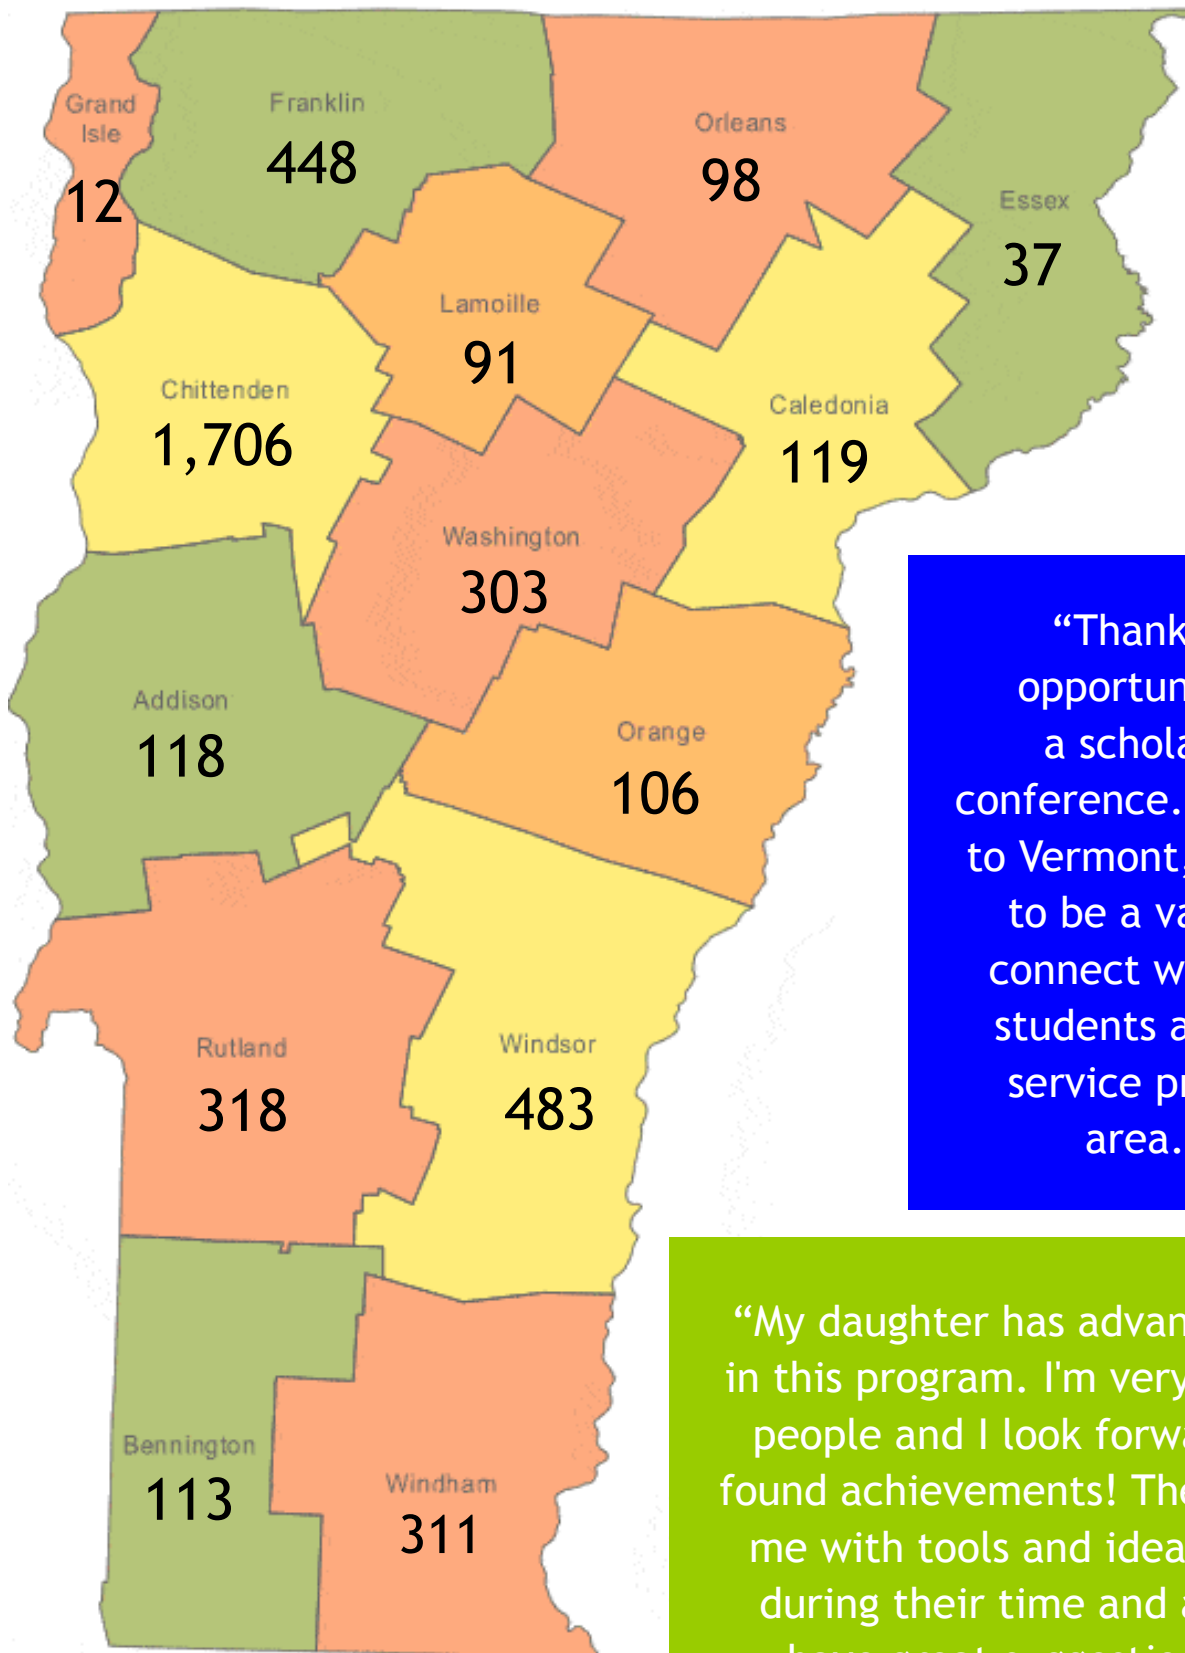 Grand
Isle
12
Franklin
448
Orleans
98
Essex
37
Lamoille
91
Chittenden
1,706
Caledonia
119
Washington
303
Addison
118
Orange
106
Rutland
318
Windsor
483
Bennington
113
Windham
311
“Thank
opportun
a schola
conference.
to Vermont,
to be a va
connect w
students a
service pr
area.
“My daughter has advan
in this program. I'm very
people and I look forwa
found achievements! The
me with tools and idea
during their time and a
have great suggestio